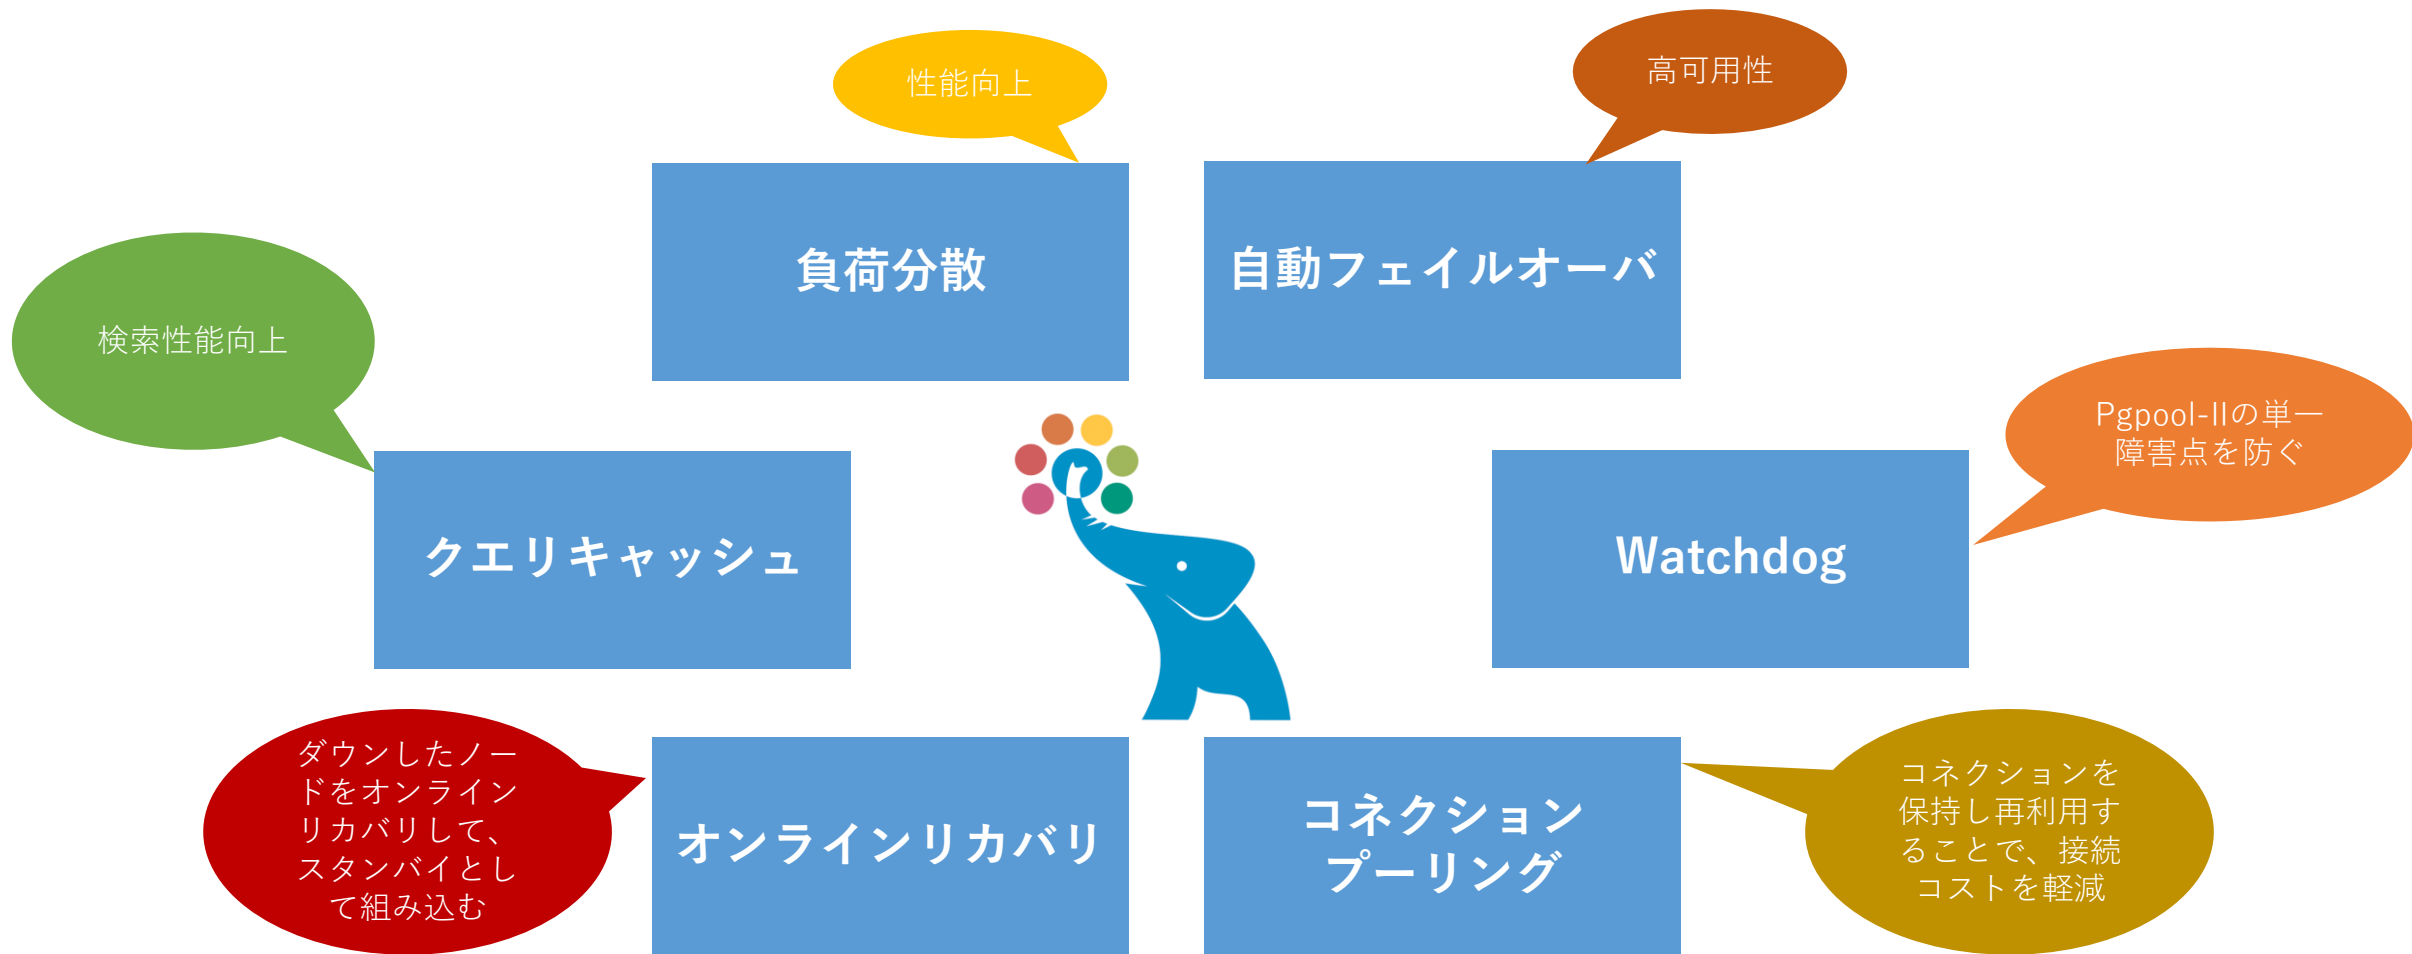 性能向上
高可用性
負荷分散
自動フェイルオーバ
検索性能向上
Pgpool-IIの単一
障害点を防ぐ
クエリキャッシュ
Watchdog
ダウンしたノー
ドをオンライン
リカバリして、
スタンバイとし
て組み込む
オンラインリカバリ
コネクション
プーリング
コネクションを
保持し再利用す
ることで、接続
コストを軽減